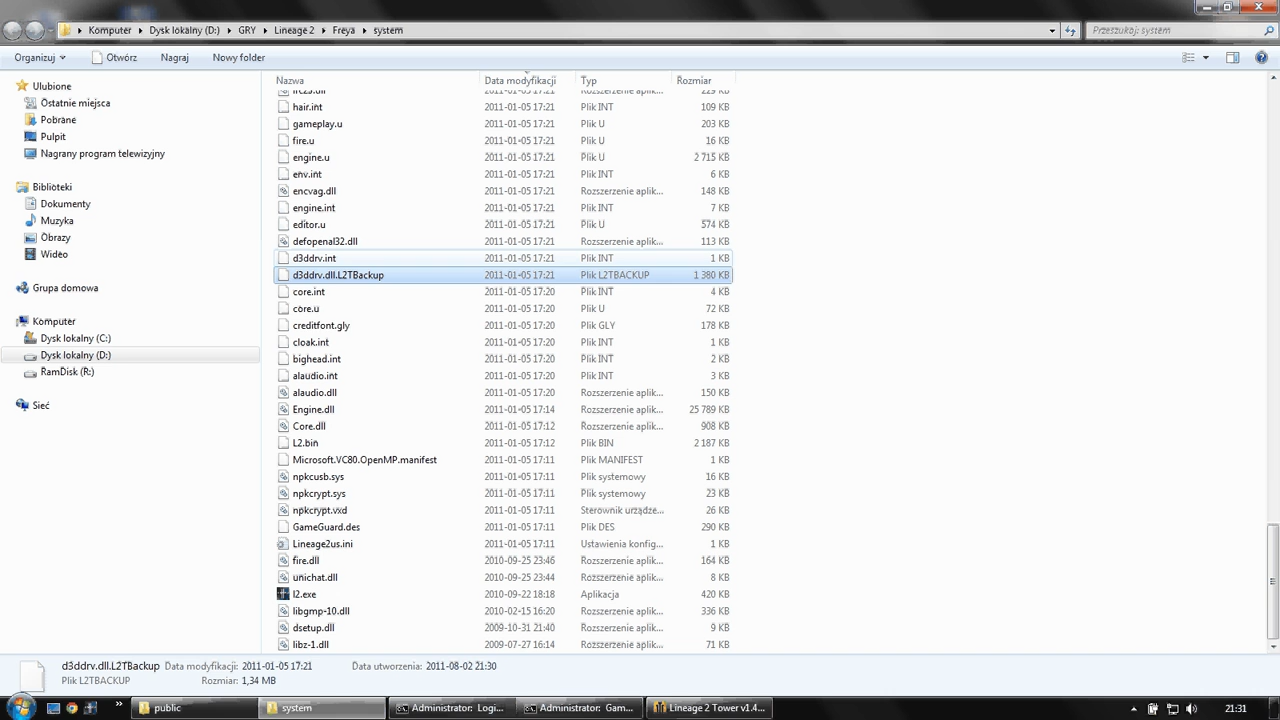 Komputer Dysk lokalny (D:) GRY Lineage 2 Freya system Przeszukaj: system
Organizuj Otwórz Nagraj Nowy folder
Ulubione
Ostatnie miejsca
Pobrane
Pulpit
Nagrany program telewizyjny
Biblioteki
Dokumenty
Muzyka
Obrazy
Wideo
Grupa domowa
Komputer
Dysk lokalny (C:)
Dysk lokalny (D:)
RamDisk (R:)
Sieć
Nazwa Data modyfikacji Typ Rozmiar
hair.int 2011-01-05 17:21 Plik INT 109 KB
gameplay.u 2011-01-05 17:21 Plik U 203 KB
fire.u 2011-01-05 17:21 Plik U 16 KB
engine.u 2011-01-05 17:21 Plik U 2 715 KB
env.int 2011-01-05 17:21 Plik INT 6 KB
encvag.dll 2011-01-05 17:21 Rozszerzenie aplik... 148 KB
engine.int 2011-01-05 17:21 Plik INT 7 KB
editor.u 2011-01-05 17:21 Plik U 574 KB
defopenal32.dll 2011-01-05 17:21 Rozszerzenie aplik... 113 KB
d3ddrv.int 2011-01-05 17:21 Plik INT 1 KB
d3ddrv.dll.L2TBackup 2011-01-05 17:21 Plik L2TBACKUP 1 380 KB
core.int 2011-01-05 17:20 Plik INT 4 KB
core.u 2011-01-05 17:20 Plik U 72 KB
creditfont.gly 2011-01-05 17:20 Plik GLY 178 KB
cloak.int 2011-01-05 17:20 Plik INT 1 KB
bighead.int 2011-01-05 17:20 Plik INT 2 KB
alaudio.int 2011-01-05 17:20 Plik INT 3 KB
alaudio.dll 2011-01-05 17:20 Rozszerzenie aplik... 150 KB
Engine.dll 2011-01-05 17:14 Rozszerzenie aplik... 25 789 KB
Core.dll 2011-01-05 17:12 Rozszerzenie aplik... 908 KB
L2.bin 2011-01-05 17:12 Plik BIN 2 187 KB
Microsoft.VC80.OpenMP.manifest 2011-01-05 17:11 Plik MANIFEST 1 KB
npkcusb.sys 2011-01-05 17:11 Plik systemowy 16 KB
npkcrypt.sys 2011-01-05 17:11 Plik systemowy 23 KB
npkcrypt.vxd 2011-01-05 17:11 Sterownik urządze... 26 KB
GameGuard.des 2011-01-05 17:11 Plik DES 290 KB
Lineage2us.ini 2011-01-05 17:11 Ustawienia konfig... 1 KB
fire.dll 2010-09-25 23:46 Rozszerzenie aplik... 164 KB
unichat.dll 2010-09-25 23:44 Rozszerzenie aplik... 8 KB
l2.exe 2010-09-22 18:18 Aplikacja 420 KB
libgmp-10.dll 2010-02-15 16:20 Rozszerzenie aplik... 336 KB
dsetup.dll 2009-10-31 21:40 Rozszerzenie aplik... 9 KB
libz-1.dll 2009-07-27 16:14 Rozszerzenie aplik... 71 KB
d3ddrv.dll.L2TBackup Data modyfikacji: 2011-01-05 17:21 Data utworzenia: 2011-08-02 21:30
Plik L2TBACKUP Rozmiar: 1,34 MB
public system Administrator: Logi... Administrator: Gam... Lineage 2 Tower v1.4... 21:31